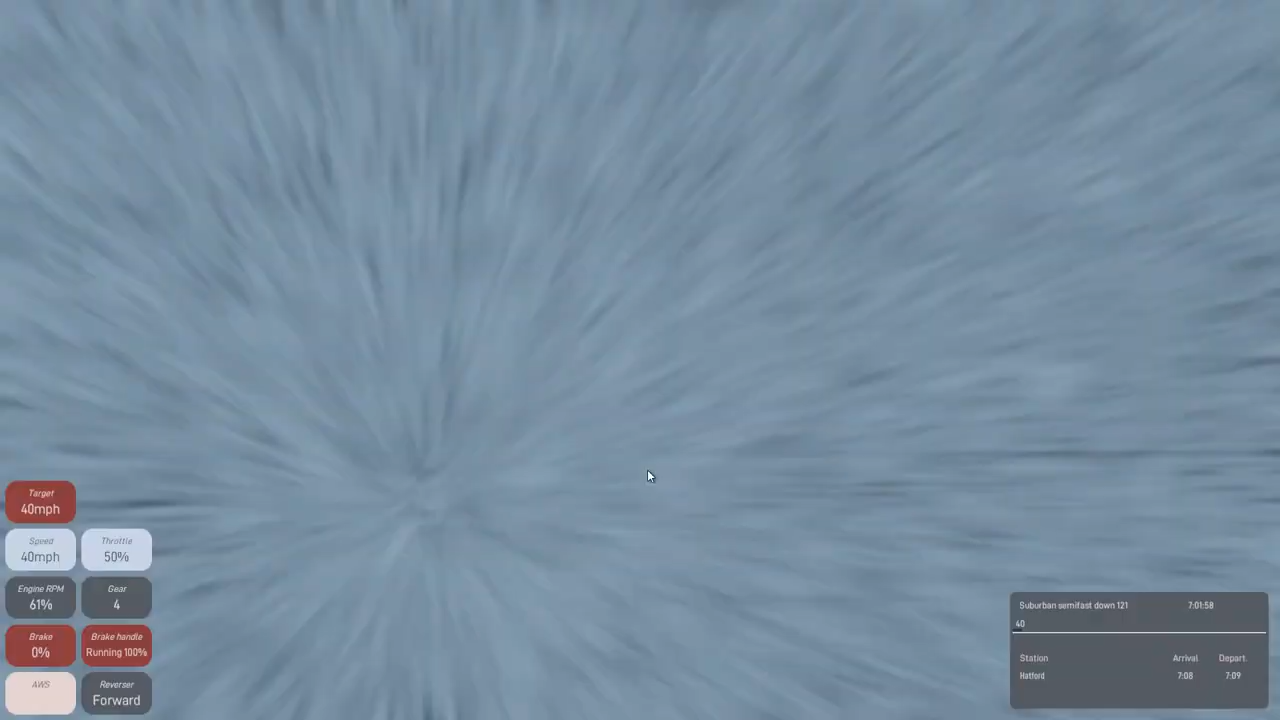 Target
40mph
Speed
40mph
Throttle
50%
Engine RPM
61%
Gear
4
Brake
0%
Brake handle
Running 100%
AWS
Reverser
Forward
Suburban semifast down 121 7:01:58
40
Station Arrival Depart.
Hatford 7:08 7:09